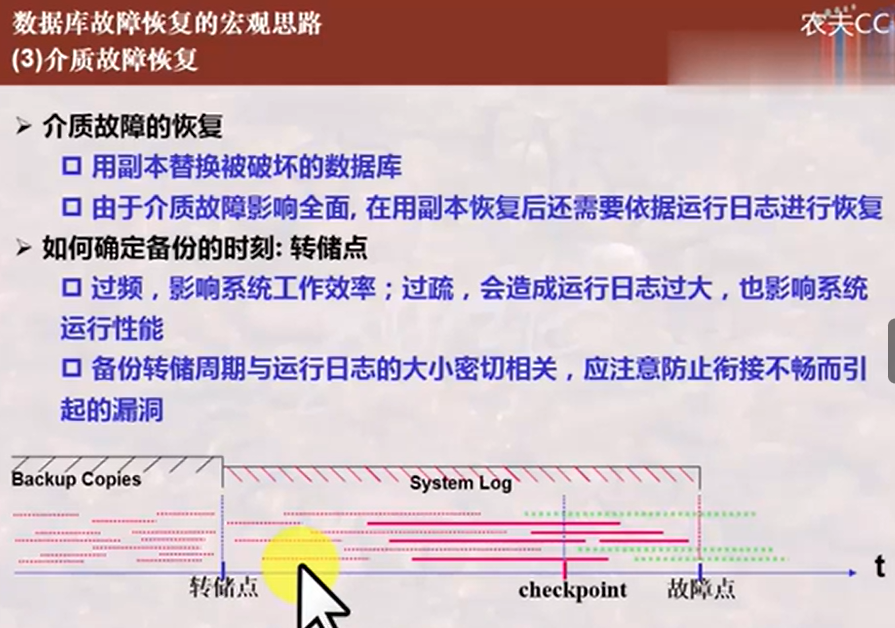 数据库故障恢复的宏观思路
农夫CC
(3)介质故障恢复
➢ 介质故障的恢复
❑ 用副本替换被破坏的数据库
❑ 由于介质故障影响全面, 在用副本恢复后还需要依据运行日志进行恢复
➢ 如何确定备份的时刻: 转储点
❑ 过频，影响系统工作效率；过疏，会造成运行日志过大，也影响系统
运行性能
❑ 备份转储周期与运行日志的大小密切相关，应注意防止衔接不畅而引
起的漏洞
Backup Copies
System Log
t
转储点
checkpoint
故障点